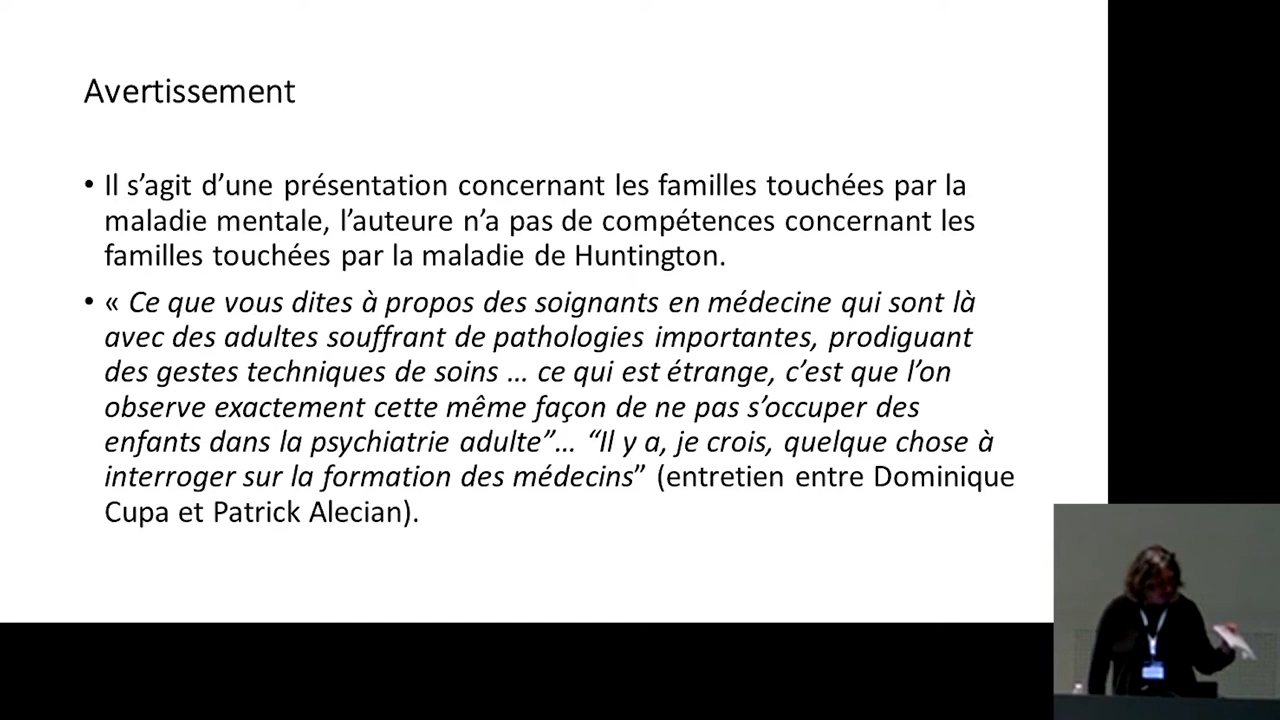 Avertissement
• Il s’agit d’une présentation concernant les familles touchées par la
maladie mentale, l’auteure n’a pas de compétences concernant les
familles touchées par la maladie de Huntington.
• « Ce que vous dites à propos des soignants en médecine qui sont là
avec des adultes souffrant de pathologies importantes, prodiguant
des gestes techniques de soins … ce qui est étrange, c’est que l’on
observe exactement cette même façon de ne pas s’occuper des
enfants dans la psychiatrie adulte”… “Il y a, je crois, quelque chose à
interroger sur la formation des médecins” (entretien entre Dominique
Cupa et Patrick Alecian).